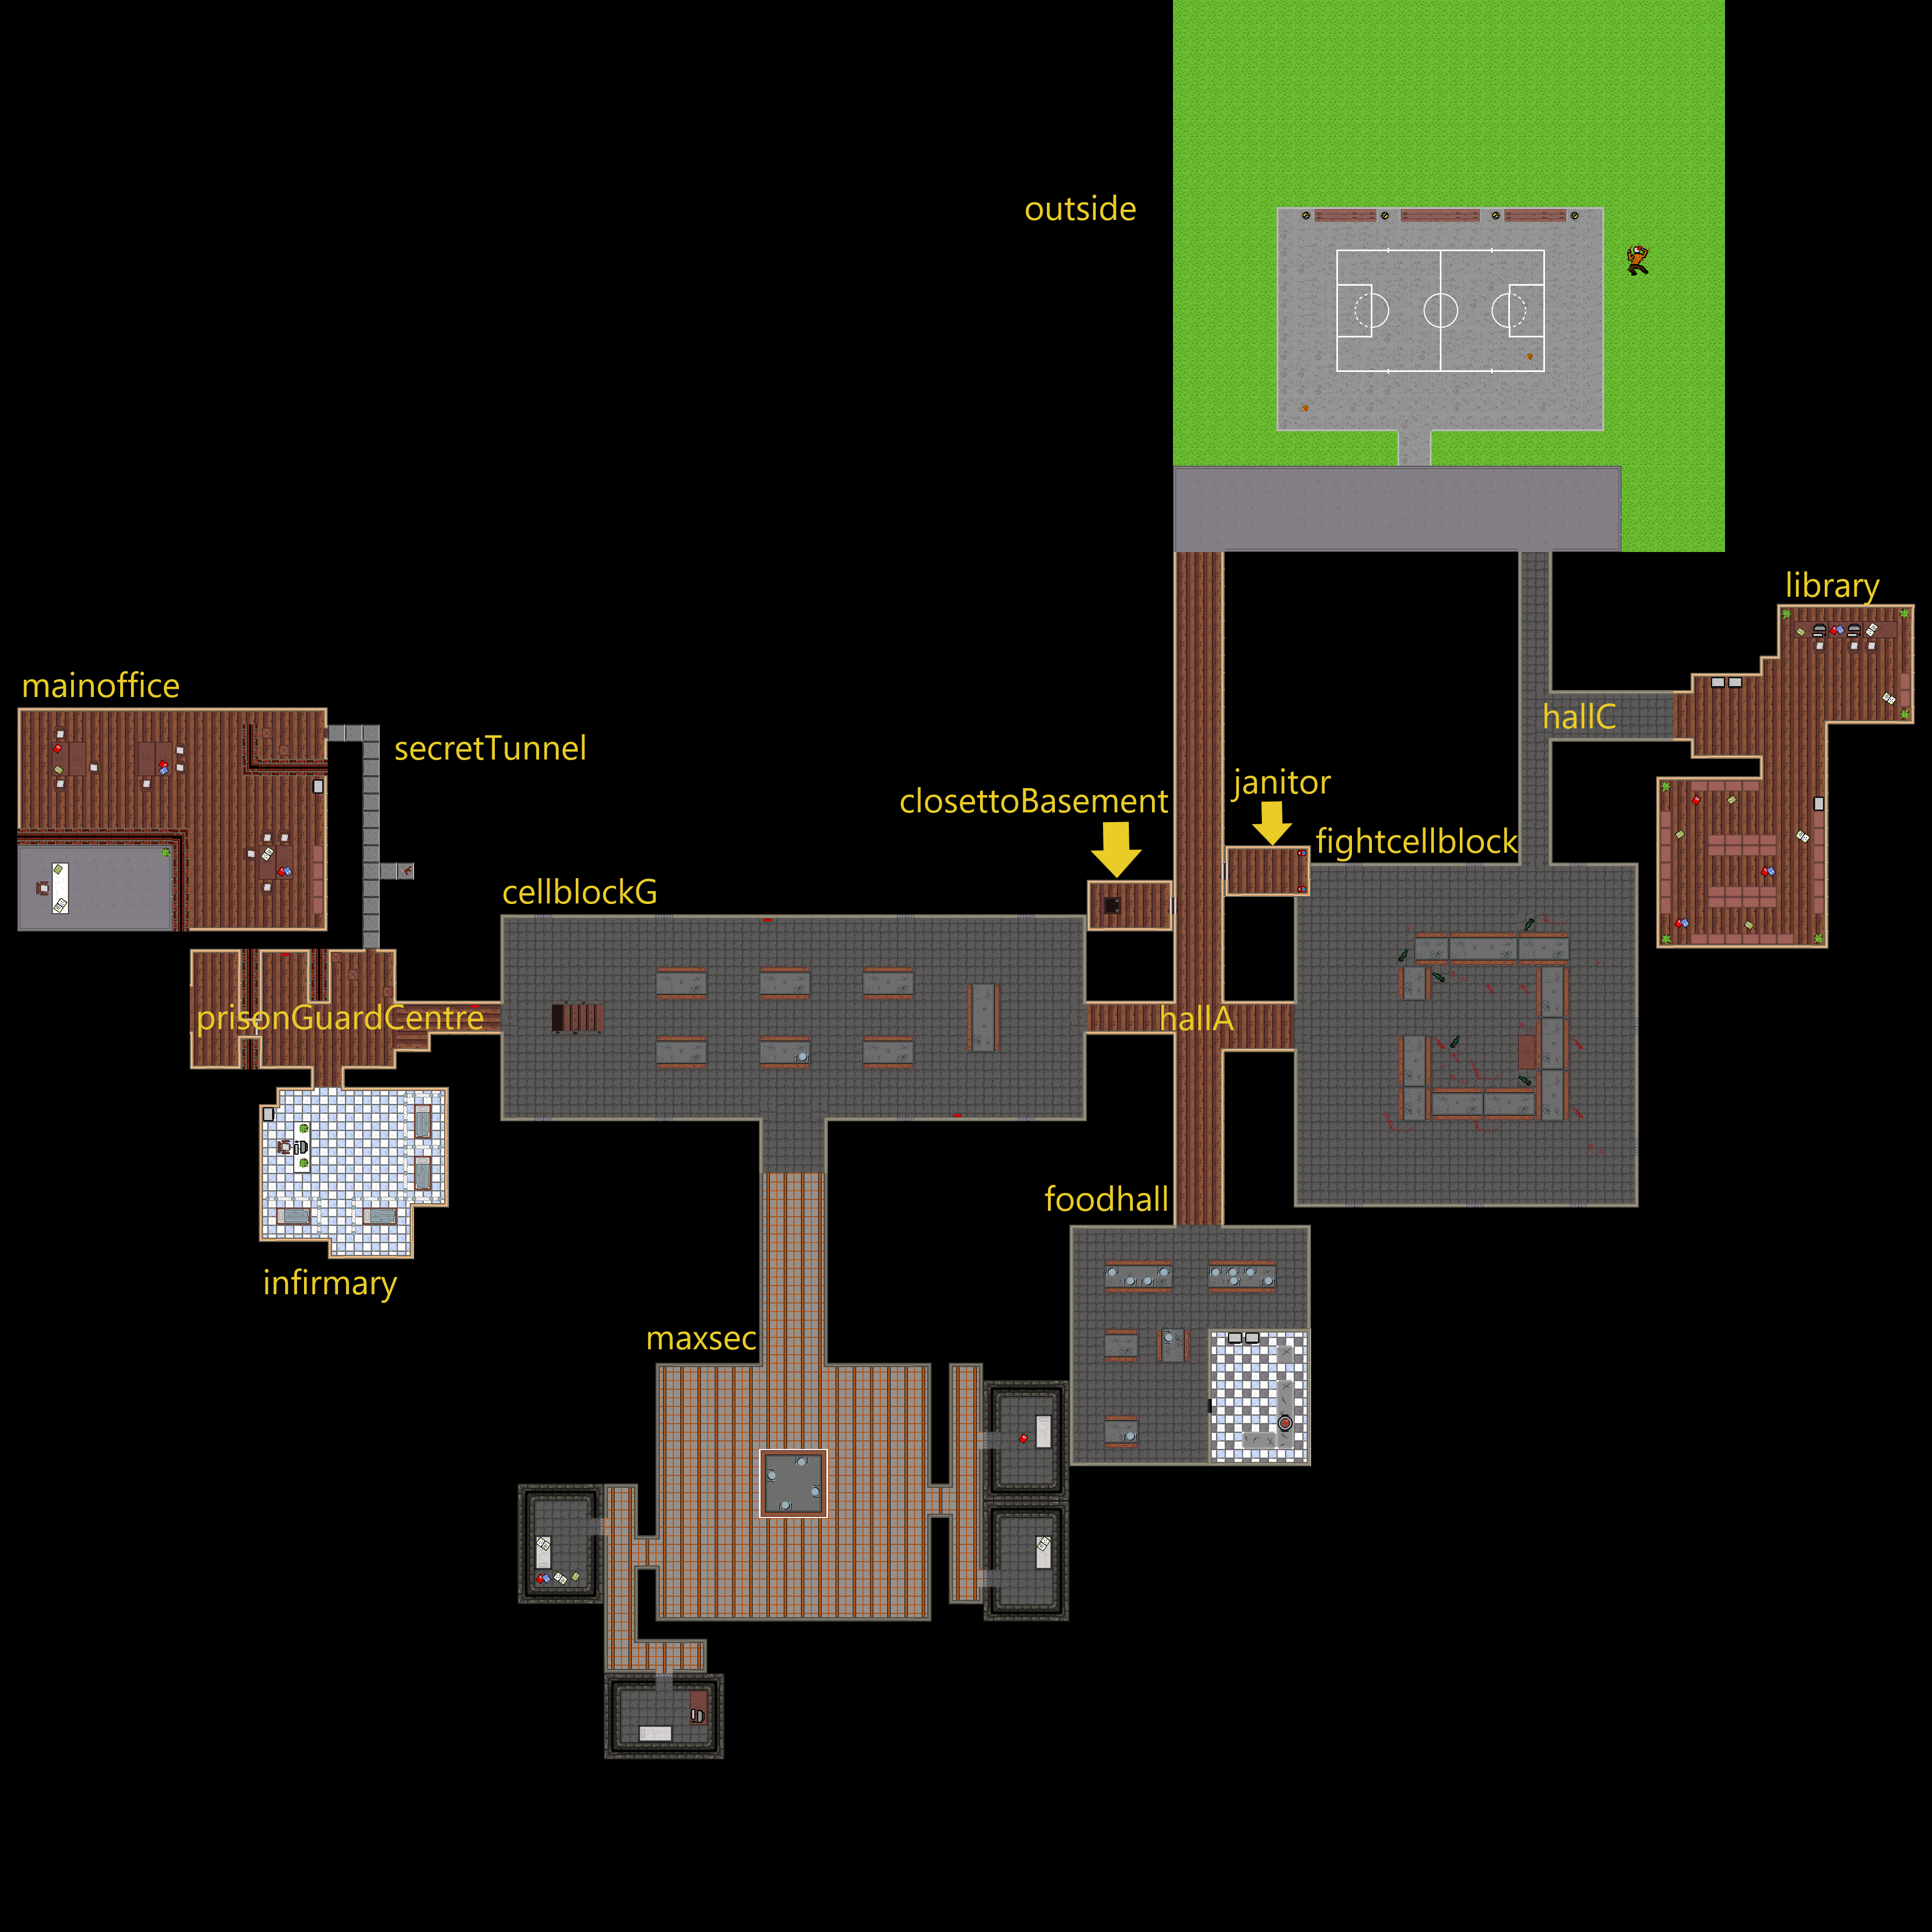 outside
library
mainoffice
hallC
secretTunnel
janitor
closettoBasement
fightcellblock
cellblockG
prisonGuardCentre
hallA
foodhall
infirmary
maxsec